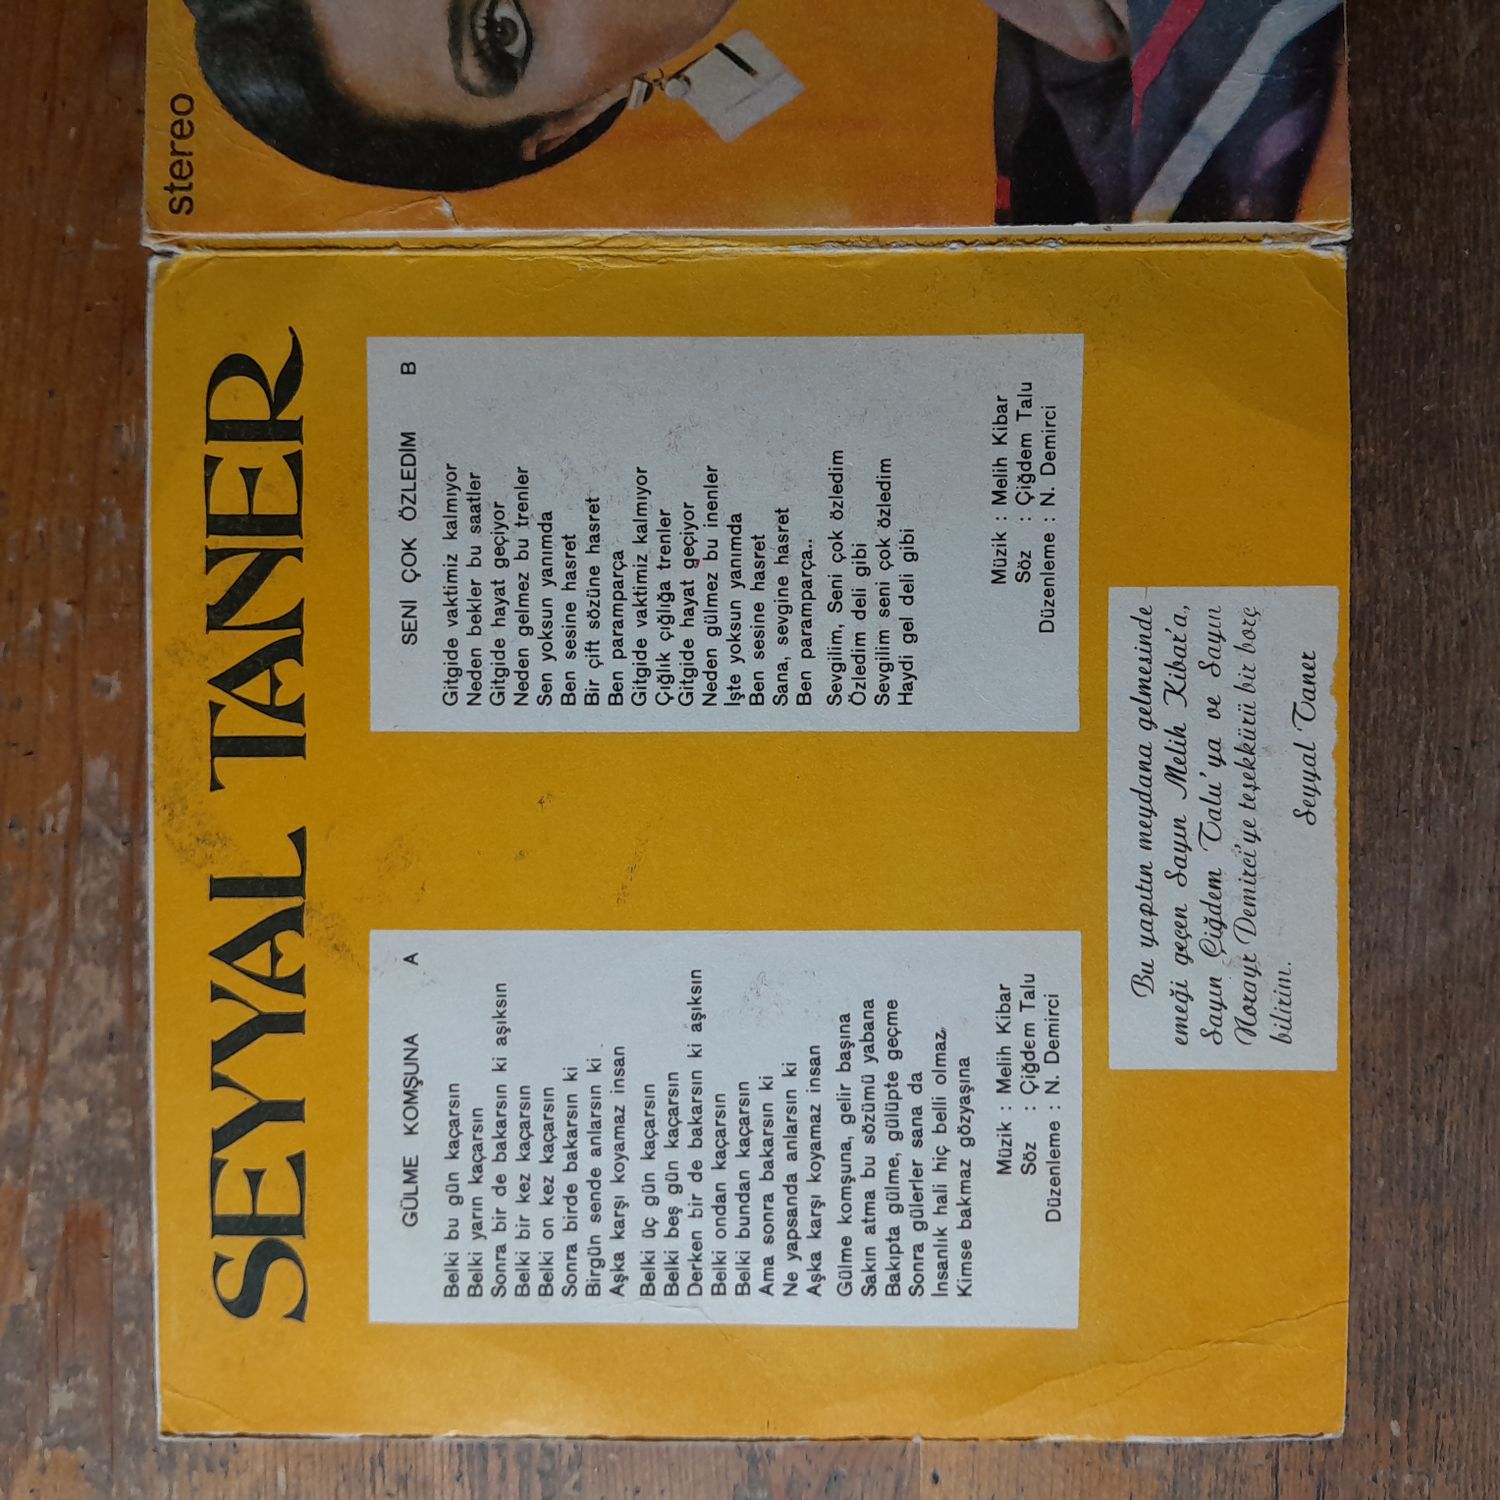 SEYYAL TANER
GÜLME KOMŞUNA A
Belki bu gün kaçarsın
Belki yarın kaçarsın
Sonra bir de bakarsın ki aşıksın
Belki bir kez kaçarsın
Belki on kez kaçarsın
Sonra birde bakarsın ki
Birgün sende anlarsın ki
Aşka karşı koyamaz insan
Belki üç gün kaçarsın
Belki beş gün kaçarsın
Derken bir de bakarsın ki aşıksın
Belki ondan kaçarsın
Belki bundan kaçarsın
Ama sonra bakarsın ki
Ne yapsanda anlarsın ki
Aşka karşı koyamaz insan
Gülme komşuna, gelir başına
Sakın atma bu sözümü yabana
Bakıpta gülme, gülüpte geçme
Sonra gülerler sana da
İnsanlık hali hiç belli olmaz
Kimse bakmaz gözyaşına
Müzik : Melih Kibar
Söz : Çiğdem Talu
Düzenleme : N. Demirci
SENİ ÇOK ÖZLEDİM B
Gitgide vaktimiz kalmıyor
Neden bekler bu saatler
Gitgide hayat geçiyor
Neden gelmez bu trenler
Sen yoksun yanımda
Ben sesine hasret
Bir çift sözüne hasret
Ben paramparça
Gitgide vaktimiz kalmıyor
Çığlık çığlığa trenler
Gitgide hayat geçiyor
Neden gülmez bu inenler
İşte yoksun yanımda
Ben sesine hasret
Sana, sevgine hasret
Ben paramparça..
Sevgilim, Seni çok özledim
Özledim deli gibi
Sevgilim seni çok özledim
Haydi gel deli gibi
Müzik : Melih Kibar
Söz : Çiğdem Talu
Düzenleme : N. Demirci
Bu yapıtın meydana gelmesinde
emeği geçen Sayın Melih Kibar'a,
Sayın Çiğdem Talu'ya ve Sayın
Norayr Demirci'ye teşekkürü bir borç
bilirim.
Seyyal Taner
stereo